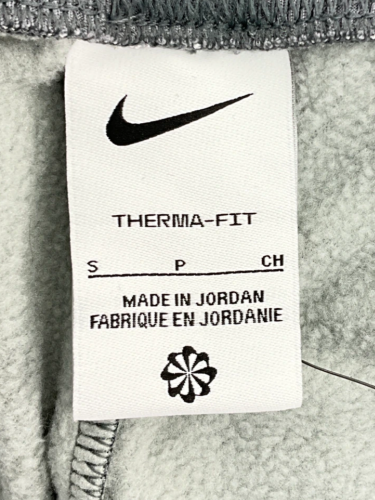 THERMA-FIT
S P CH
MADE IN JORDAN
FABRIQUE EN JORDANIE